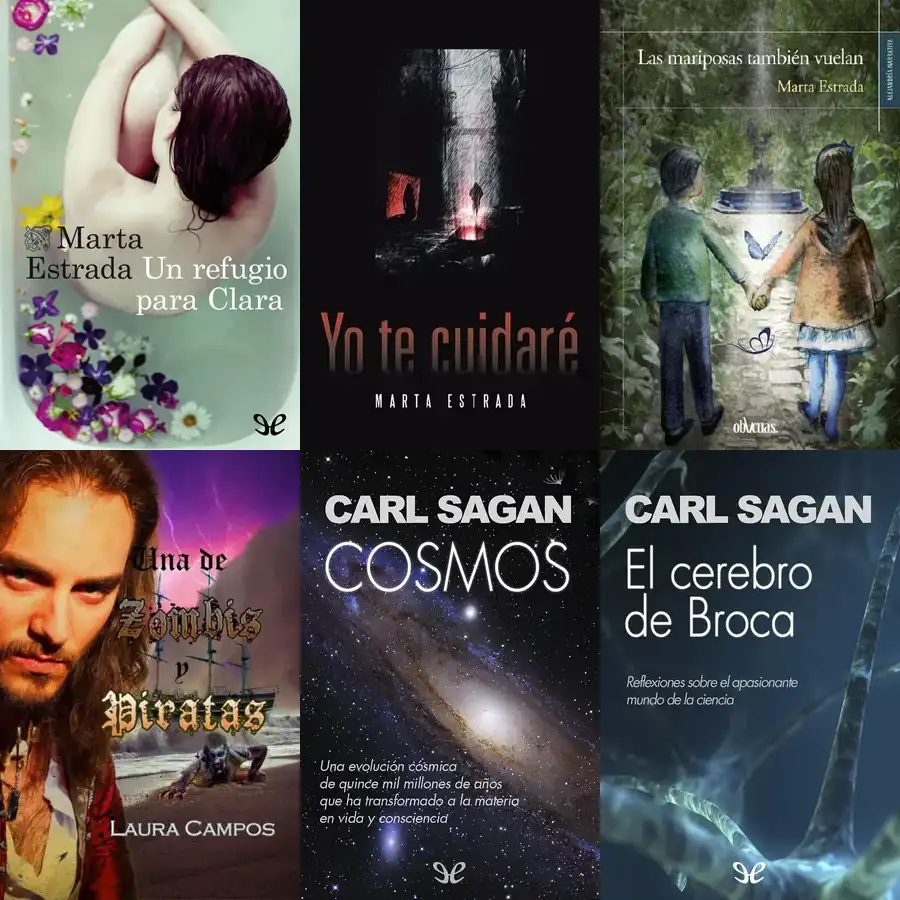 Marta
Estrada
Un refugio
para Clara
Yo te cuidaré
MARTA ESTRADA
Las mariposas también vuelan
Marta Estrada
ALEJANDRÍA NARRATIVA
obVcuas.
Una de
Zombis
y
Piratas
LAURA CAMPOS
CARL SAGAN
COSMOS
Una evolución cósmica
de quince mil millones de años
que ha transformado a la materia
en vida y consciencia
CARL SAGAN
El cerebro
de Broca
Reflexiones sobre el apasionante
mundo de la ciencia